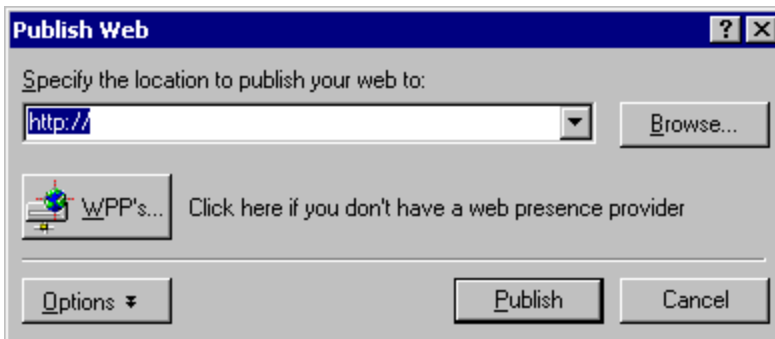 Publish Web
Specify the location to publish your web to:
http://
Browse...
WPP's...
Click here if you don't have a web presence provider
Options
Publish
Cancel